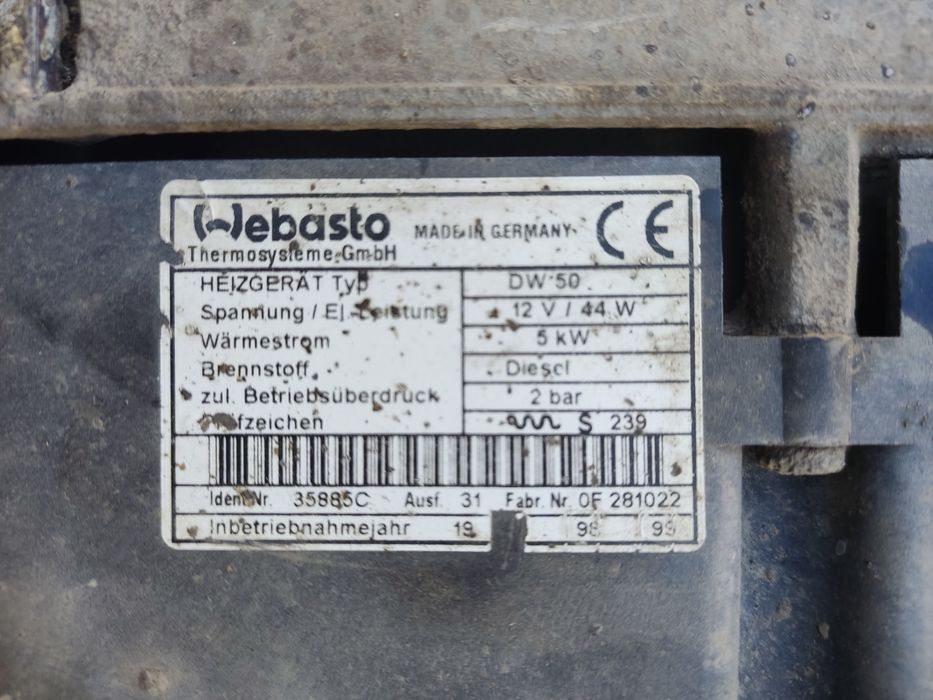 Webasto MADE IN GERMANY CE
Thermosysteme GmbH
HEIZGERÄT Typ DW 50
Spannung / El. Leistung 12 V / 44 W
Wärmestrom 5 kW
Brennstoff Diesel
zul. Betriebsüberdruck 2 bar
Prüfzeichen S 239
Ident.Nr. 35885C Ausf. 31 Fabr. Nr. 0F 281022
Inbetriebnahmejahr 19 98 99